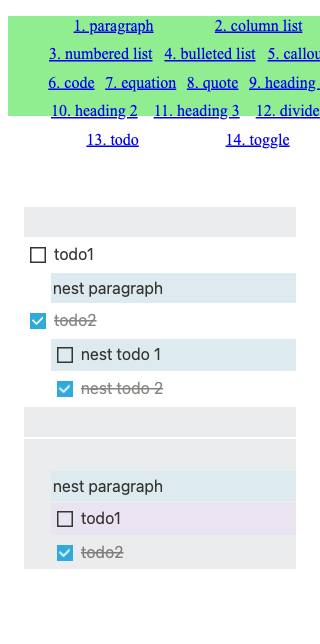 1. paragraph 2. column list
3. numbered list 4. bulleted list 5. callou
6. code 7. equation 8. quote 9. heading
10. heading 2 11. heading 3 12. divide
13. todo 14. toggle
todo1
nest paragraph
todo2
nest todo 1
nest todo 2
nest paragraph
todo1
todo2